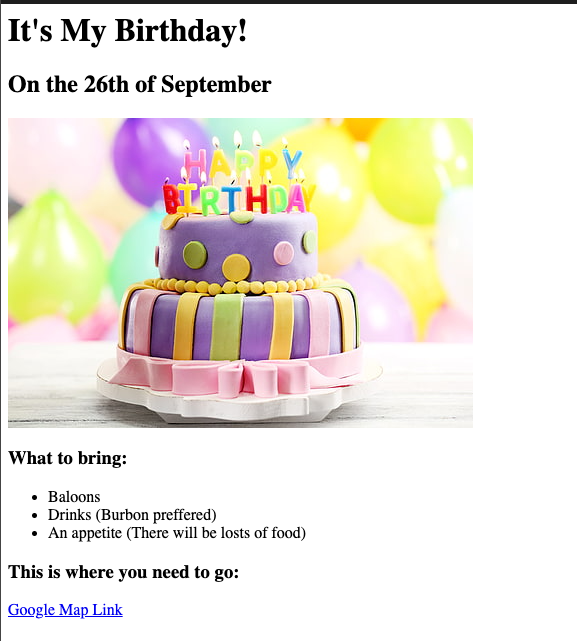 It's My Birthday!
On the 26th of September
HAPPY
BIRTHDAY
What to bring:
Baloons
Drinks (Burbon preffered)
An appetite (There will be losts of food)
This is where you need to go:
Google Map Link